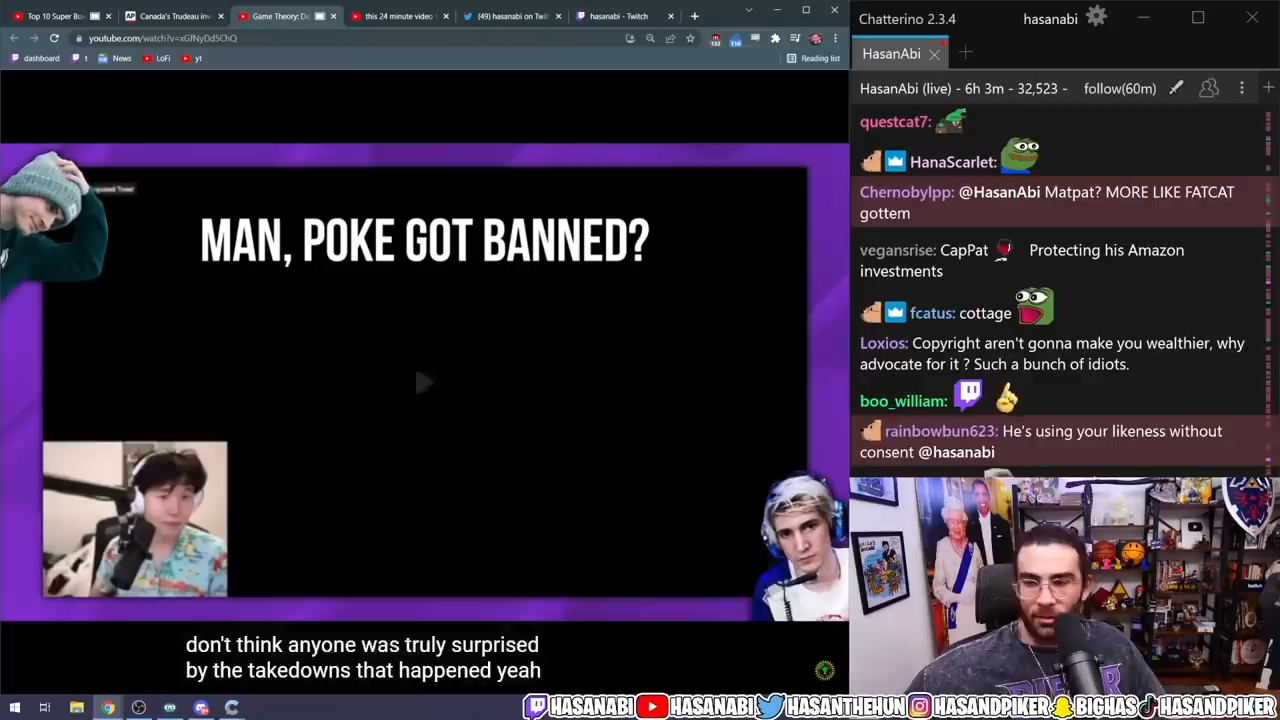 Top 10 Super Bo
Canada's Trudeau inv
Game Theory: Do
this 24 minute video
(49) hasanabi on Twit
hasanabi - Twitch
youtube.com/watch?v=xGfNyDd5ChQ
132
110
dashboard
t
News
LoFi
yt
Reading list
MAN, POKE GOT BANNED?
don't think anyone was truly surprised
by the takedowns that happened yeah
Chatterino 2.3.4
hasanabi
HasanAbi
HasanAbi (live) - 6h 3m - 32,523 -
follow(60m)
questcat7:
HanaScarlet:
Chernobylpp: @HasanAbi Matpat? MORE LIKE FATCAT
gottem
vegansrise: CapPat Protecting his Amazon
investments
fcatus: cottage
Loxios: Copyright aren't gonna make you wealthier, why
advocate for it ? Such a bunch of idiots.
boo_william:
rainbowbun623: He's using your likeness without
consent @hasanabi
HASANABI
HASANABI
HASANTHEHUN
HASANDPIKER
BIGHAS
HASANDPIKER